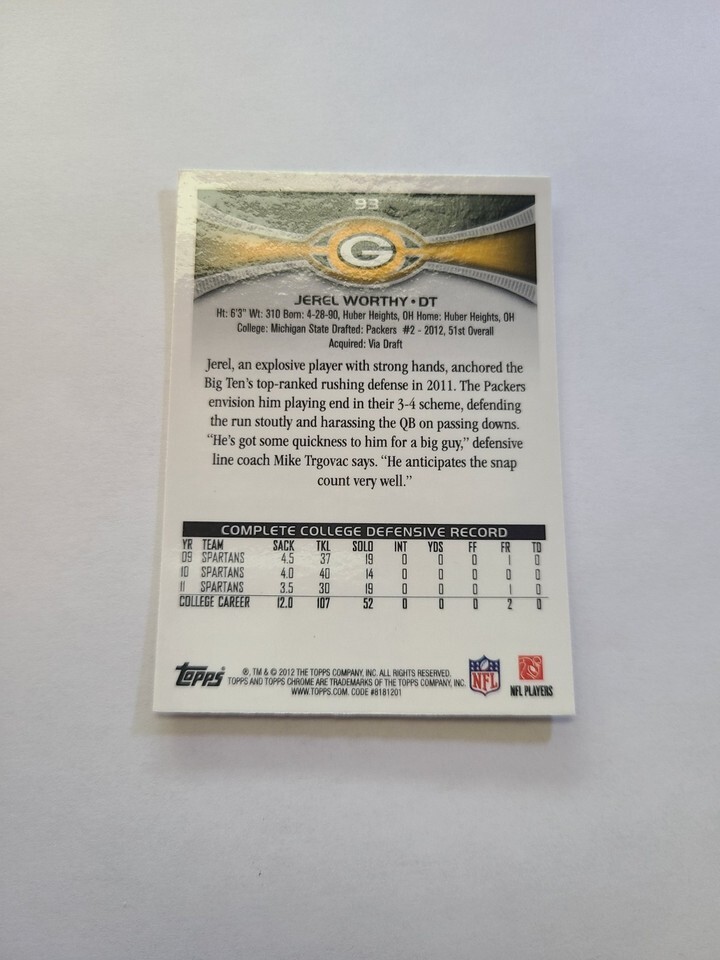 93
G
JEREL WORTHY • DT
Ht: 6'3" Wt: 310 Born: 4-28-90, Huber Heights, OH Home: Huber Heights, OH
College: Michigan State Drafted: Packers #2 - 2012, 51st Overall
Acquired: Via Draft
Jerel, an explosive player with strong hands, anchored the
Big Ten's top-ranked rushing defense in 2011. The Packers
envision him playing end in their 3-4 scheme, defending
the run stoutly and harassing the QB on passing downs.
"He's got some quickness to him for a big guy," defensive
line coach Mike Trgovac says. "He anticipates the snap
count very well."
COMPLETE COLLEGE DEFENSIVE RECORD
YR TEAM SACK TKL SOLO INT YDS FF FR TD
09 SPARTANS 4.5 37 19 0 0 0 1 0
10 SPARTANS 4.0 40 14 0 0 0 0 0
11 SPARTANS 3.5 30 19 0 0 0 1 0
COLLEGE CAREER 12.0 107 52 0 0 0 2 0
Topps
®, TM & © 2012 THE TOPPS COMPANY, INC. ALL RIGHTS RESERVED.
TOPPS AND TOPPS CHROME ARE TRADEMARKS OF THE TOPPS COMPANY, INC.
WWW.TOPPS.COM. CODE #8181201
NFL
NFL PLAYERS